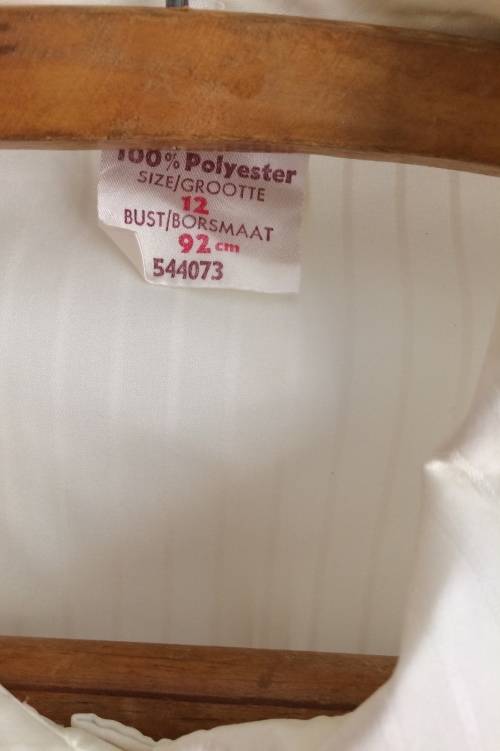 100% Polyester
SIZE/GROOTTE
12
BUST/BORSMAAT
92 cm
544073